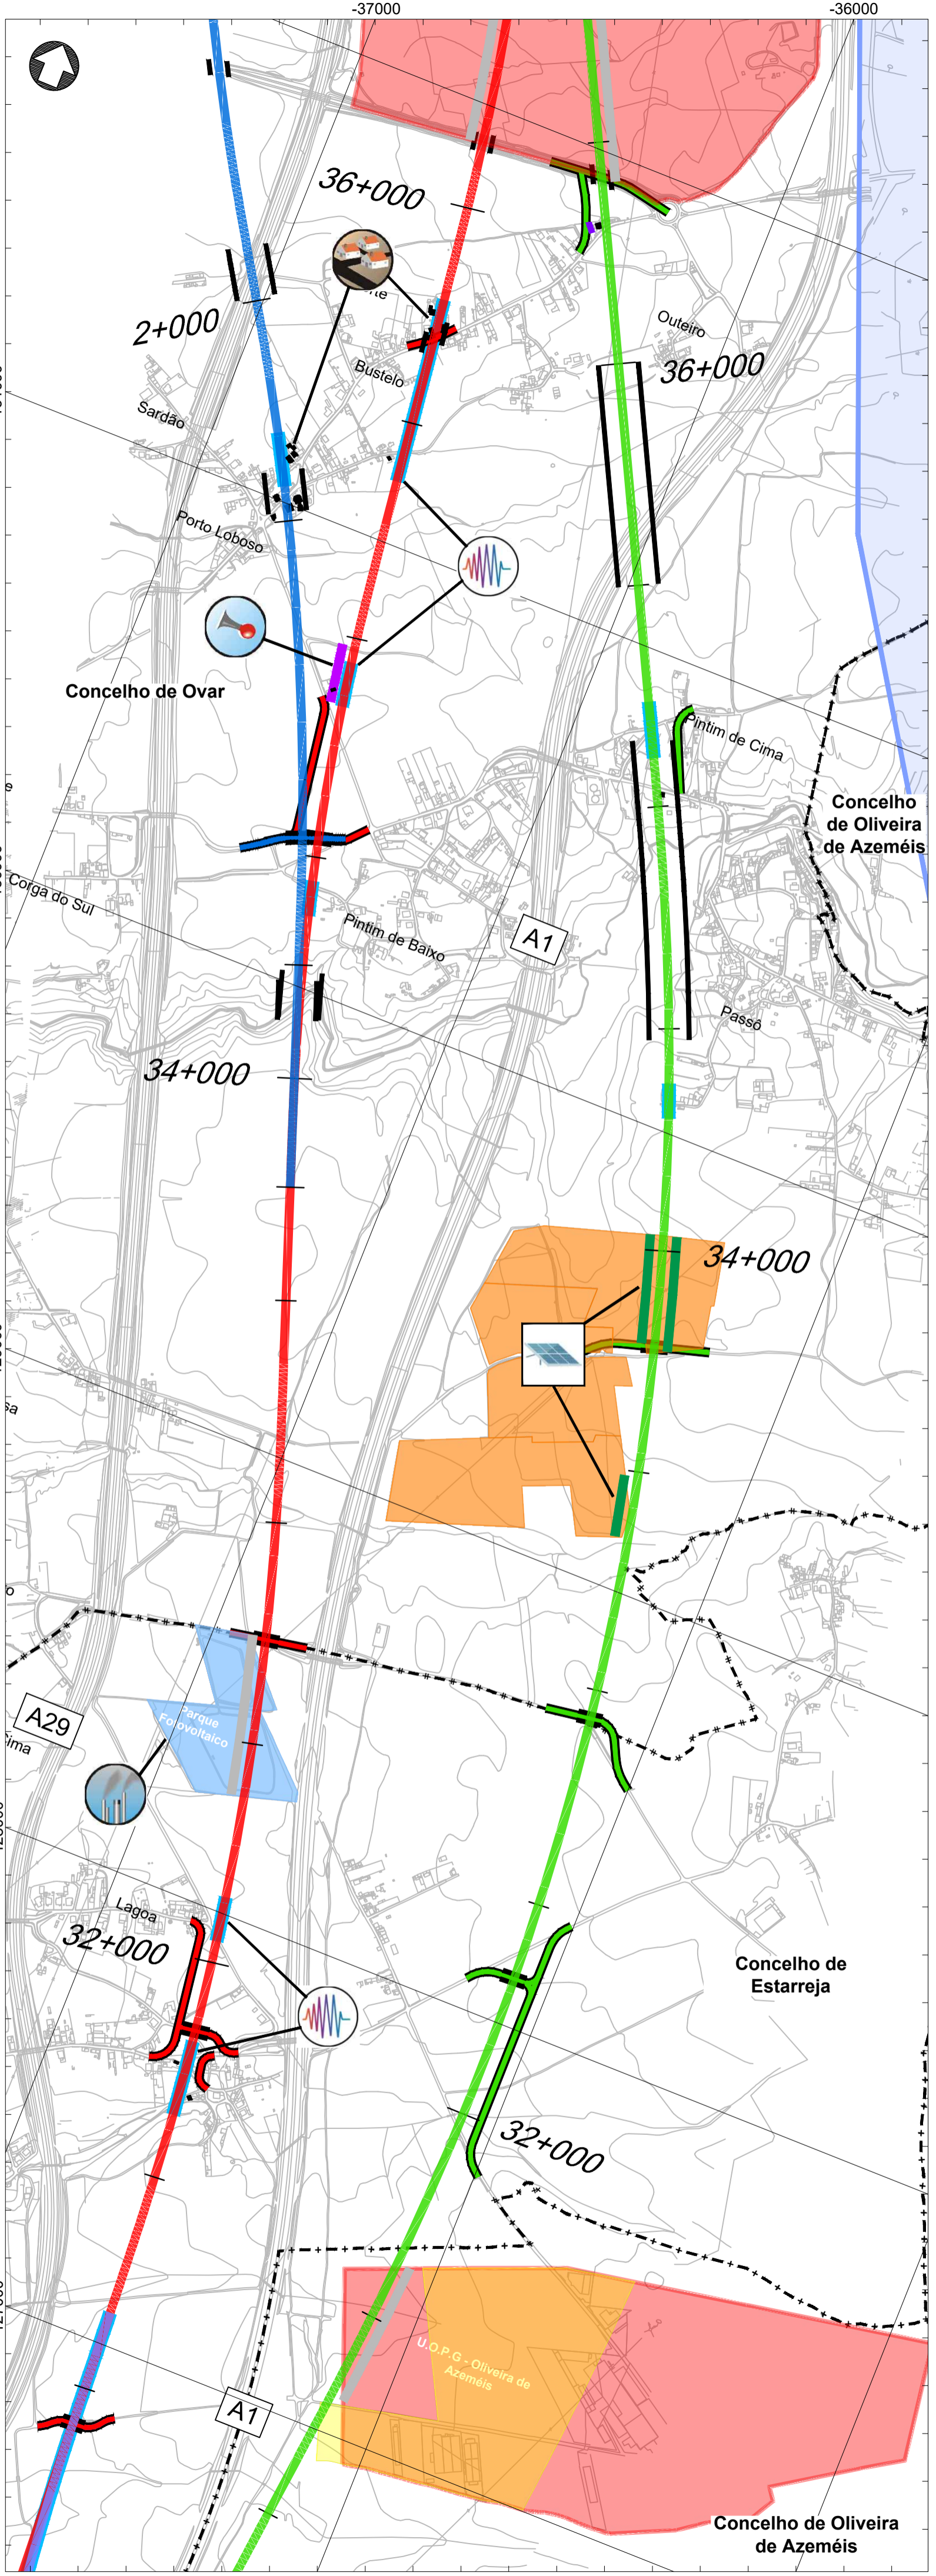 -37000
-36000
36+000
2+000
Outeiro
36+000
Bustelo
Sardão
Porto Loboso
Concelho de Ovar
Pintim de Cima
Concelho
de Oliveira
de Azeméis
Corga do Sul
Pintim de Baixo
A1
Passô
34+000
34+000
A29
Parque
Fotovoltaico
Lagoa
32+000
Concelho de
Estarreja
32+000
U.O.P.G - Oliveira de
Azeméis
A1
Concelho de Oliveira
de Azeméis